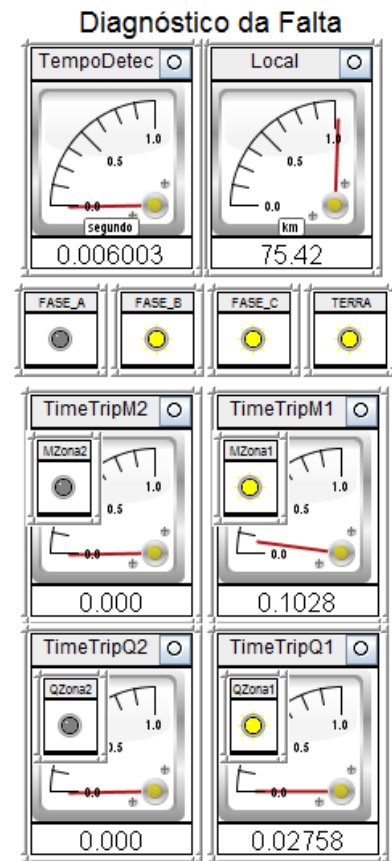 Diagnóstico da Falta
TempoDetec
Local
1.0
0.5
0.0
segundo
0.006003
1.0
0.5
0.0
km
75.42
FASE_A
FASE_B
FASE_C
TERRA
TimeTripM2
TimeTripM1
MZona2
1.0
0.5
0.0
0.000
MZona1
1.0
0.5
0.0
0.1028
TimeTripQ2
TimeTripQ1
QZona2
1.0
0.5
0.0
0.000
QZona1
1.0
0.5
0.0
0.02758